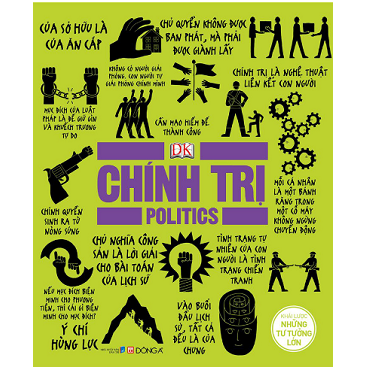 CỦA SỞ HỮU LÀ
CỦA ĂN CẮP
CHỦ QUYỀN KHÔNG ĐƯỢC
BAN PHÁT, MÀ PHẢI
ĐƯỢC GIÀNH LẤY
KHÔNG CÓ NGƯỜI GIẢI
PHÓNG. CON NGƯỜI TỰ
GIẢI PHÓNG CHÍNH MÌNH
CHÍNH TRỊ LÀ NGHỆ THUẬT
LIÊN KẾT CON NGƯỜI
MỤC ĐÍCH CỦA LUẬT
PHÁP LÀ ĐỂ GIỮ GÌN
VÀ KHUẾCH TRƯƠNG
TỰ DO
CẦN MẠO HIỂM ĐỂ
THÀNH CÔNG
DK
CHÍNH TRỊ
POLITICS
MỖI CÁ NHÂN
LÀ MỘT BÁNH
RĂNG TRONG
MỘT CỖ MÁY
KHÔNG NGỪNG
CHUYỂN ĐỘNG
CHÍNH QUYỀN
SINH RA TỪ
NÒNG SÚNG
CHỦ NGHĨA CỘNG
SẢN LÀ LỜI GIẢI
CHO BÀI TOÁN
CỦA LỊCH SỬ
TÌNH TRẠNG TỰ
NHIÊN CỦA CON
NGƯỜI LÀ TÌNH
TRẠNG CHIẾN
TRANH
NẾU MỤC ĐÍCH BIỆN
MINH CHO PHƯƠNG
TIỆN, THÌ CÁI GÌ BIỆN
MINH CHO MỤC ĐÍCH?
Ý CHÍ
HÙNG LỰC
VÀO BUỔI
ĐẦU LỊCH
SỬ, TẤT CẢ
ĐỀU LÀ CỦA
CHUNG
KHÁI LƯỢC
NHỮNG
TƯ TƯỞNG
LỚN
ĐÔNG A